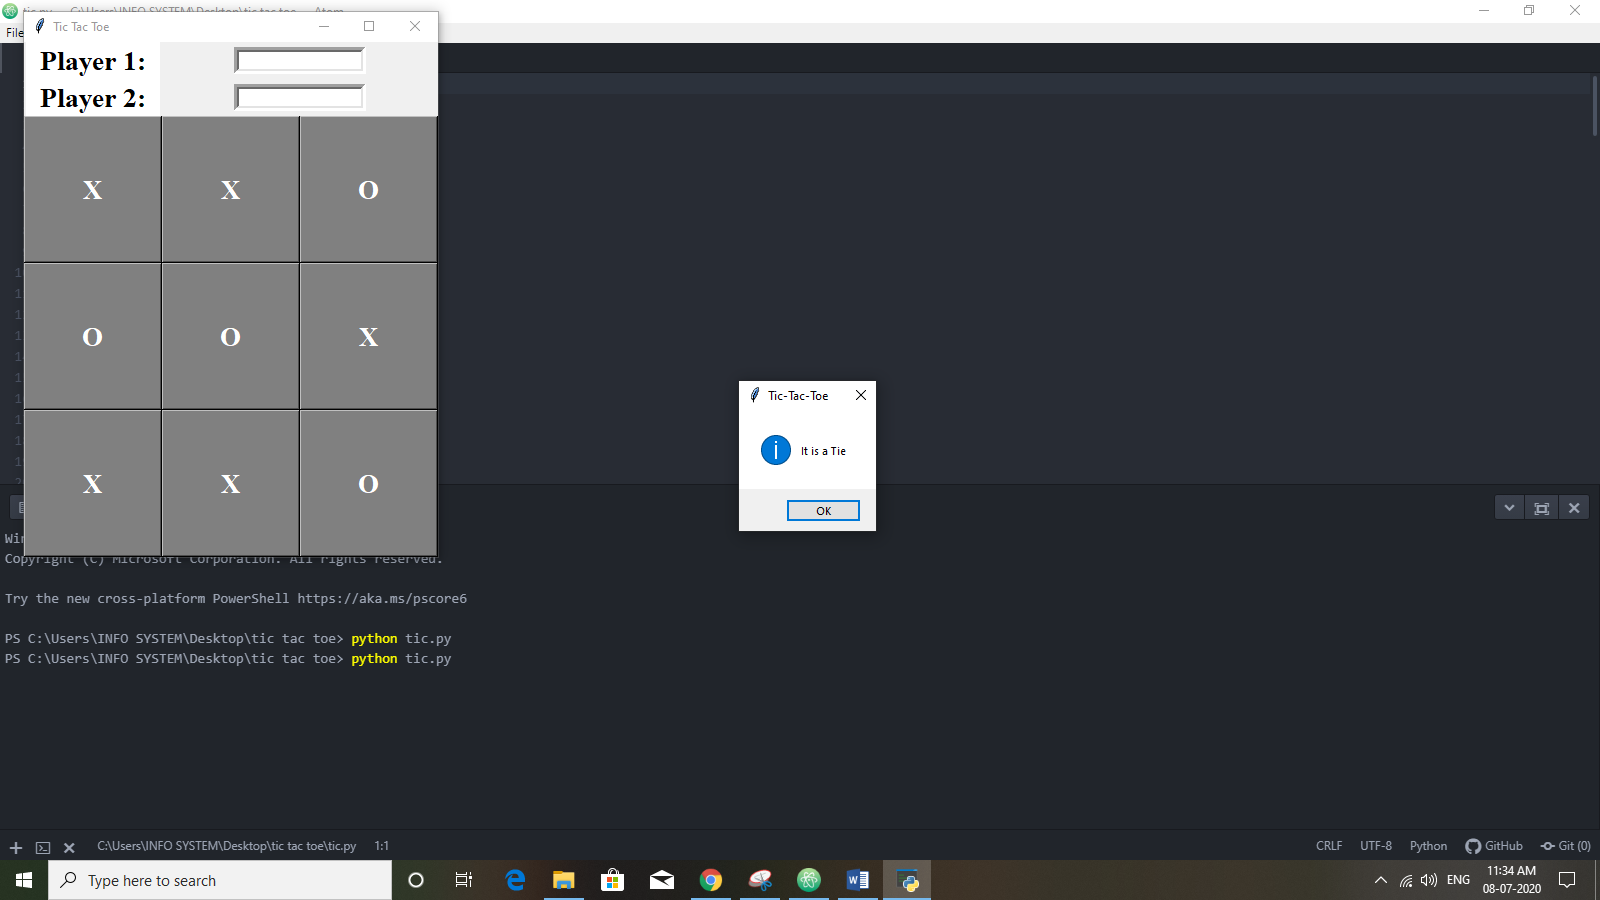 Tic Tac Toe
File
Player 1:
Player 2:
X X O
O O X
X X O
Tic-Tac-Toe
It is a Tie
OK
Copyright (C) Microsoft Corporation. All rights reserved.
Try the new cross-platform PowerShell https://aka.ms/pscore6
PS C:\Users\INFO SYSTEM\Desktop\tic tac toe> python tic.py
PS C:\Users\INFO SYSTEM\Desktop\tic tac toe> python tic.py
C:\Users\INFO SYSTEM\Desktop\tic tac toe\tic.py 1:1
CRLF UTF-8 Python GitHub Git (0)
Type here to search
ENG
11:34 AM
08-07-2020